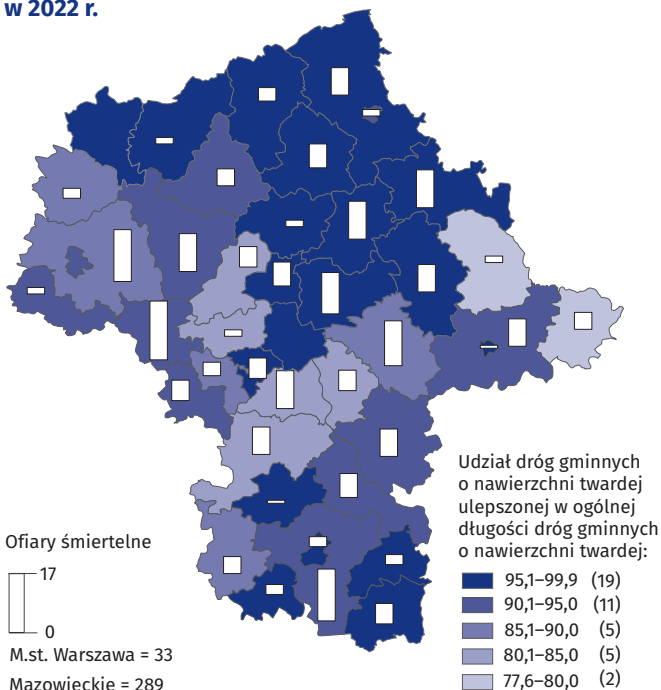 w 2022 r.
Udział dróg gminnych
o nawierzchni twardej
ulepszonej w ogólnej
długości dróg gminnych
o nawierzchni twardej:
95,1–99,9 (19)
90,1–95,0 (11)
85,1–90,0 (5)
80,1–85,0 (5)
77,6–80,0 (2)
Ofiary śmiertelne
17
0
M.st. Warszawa = 33
Mazowieckie = 289